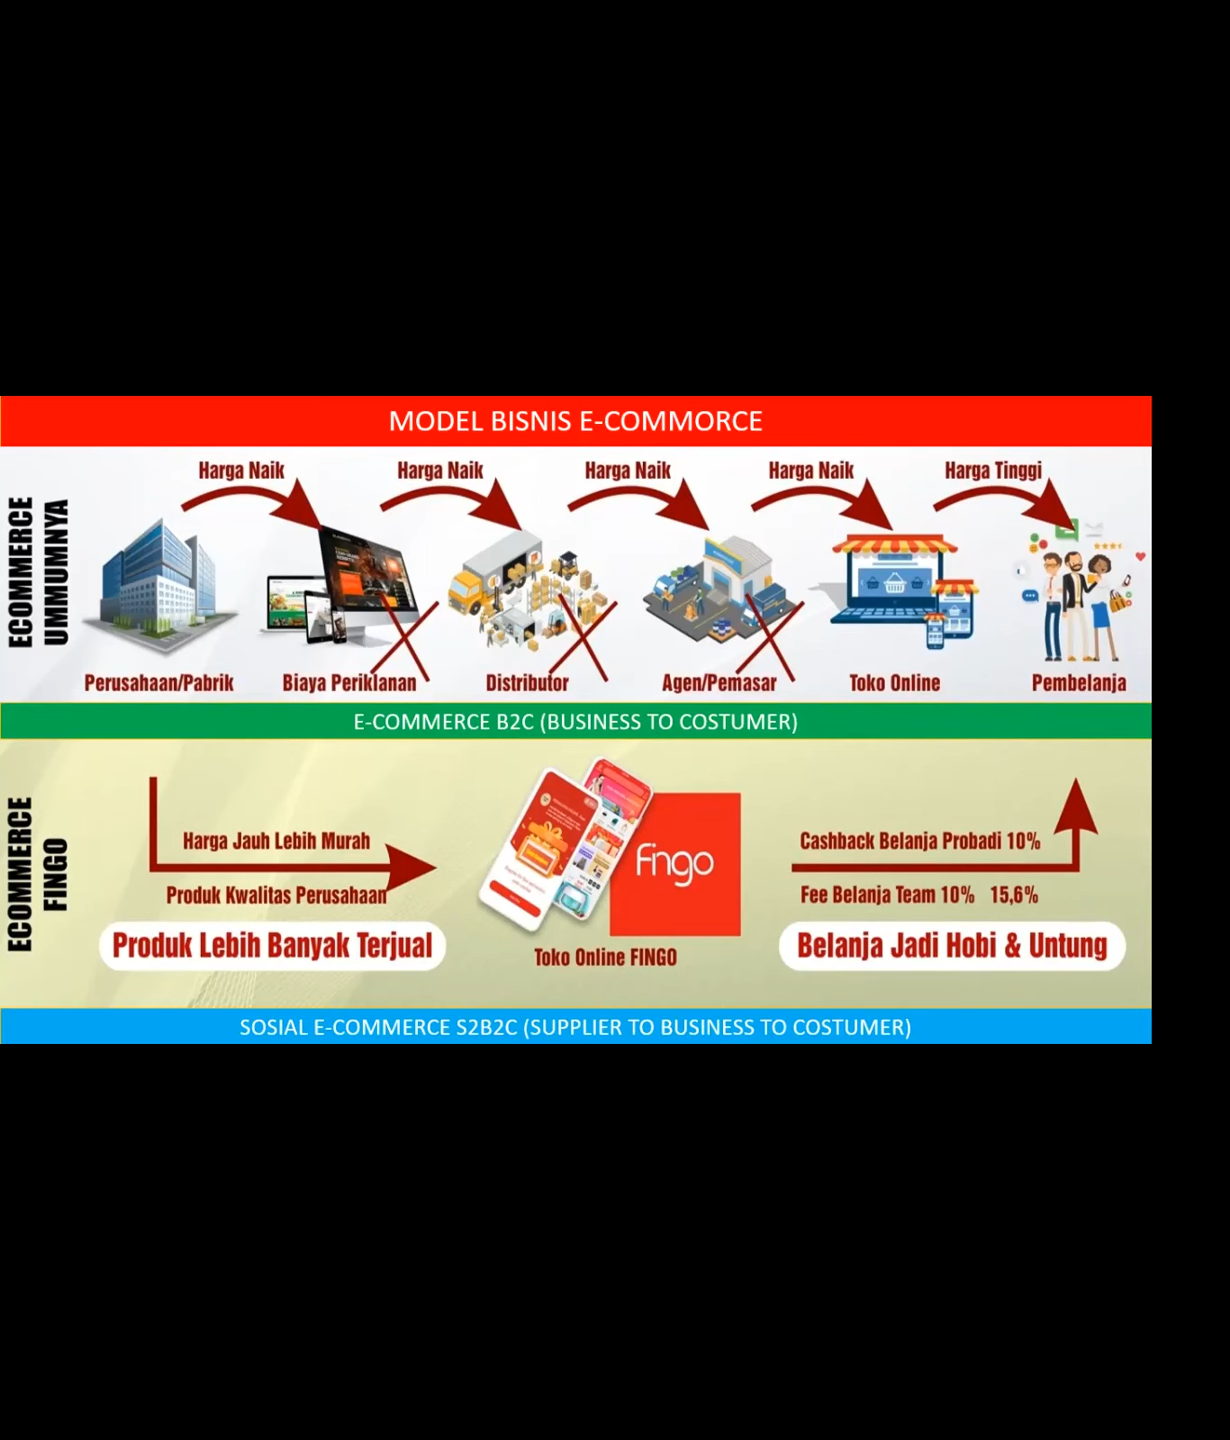 MODEL BISNIS E-COMMORCE
ECOMMERCE
UMMUMNYA
Harga Naik
Harga Naik
Harga Naik
Harga Naik
Harga Tinggi
Perusahaan/Pabrik
Biaya Periklanan
Distributor
Agen/Pemasar
Toko Online
Pembelanja
E-COMMERCE B2C (BUSINESS TO COSTUMER)
ECOMMERCE
FINGO
Harga Jauh Lebih Murah
Produk Kwalitas Perusahaan
Produk Lebih Banyak Terjual
Fingo
Toko Online FINGO
Cashback Belanja Probadi 10%
Fee Belanja Team 10% 15,6%
Belanja Jadi Hobi & Untung
SOSIAL E-COMMERCE S2B2C (SUPPLIER TO BUSINESS TO COSTUMER)